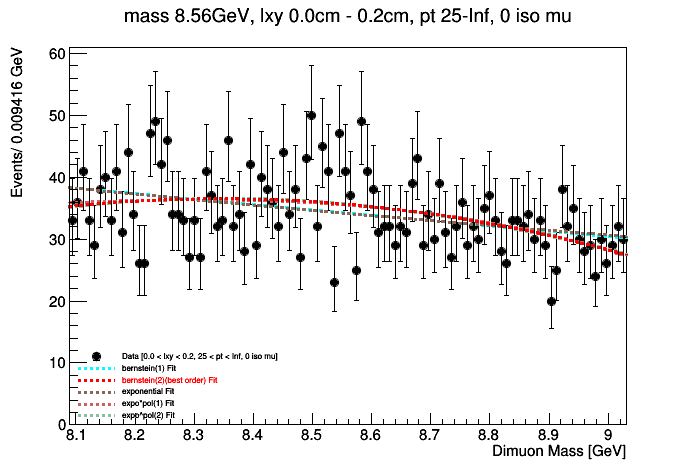 mass 8.56GeV, lxy 0.0cm - 0.2cm, pt 25-Inf, 0 iso mu
Events/ 0.009416 GeV
60
50
40
30
20
10
0
Data [0.0 < lxy < 0.2, 25 < pt < Inf, 0 iso mu]
bernstein(1) Fit
bernstein(2)(best order) Fit
exponential Fit
expo*pol(1) Fit
expp^pol(2) Fit
8.1 8.2 8.3 8.4 8.5 8.6 8.7 8.8 8.9 9
Dimuon Mass [GeV]